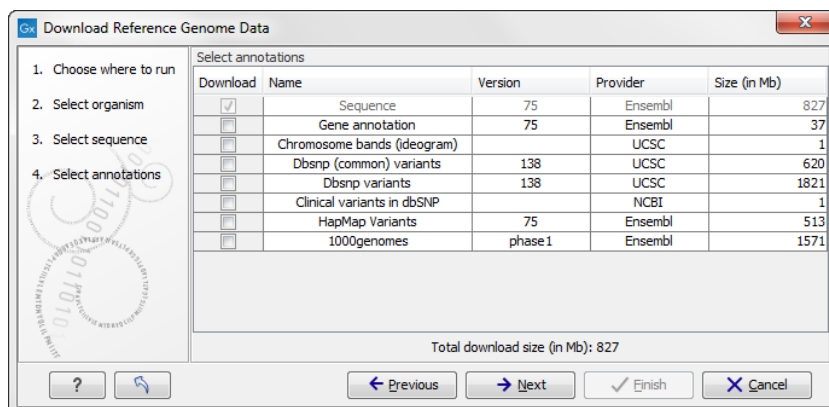 Gx Download Reference Genome Data
Select annotations
1. Choose where to run
2. Select organism
3. Select sequence
4. Select annotations
Download Name Version Provider Size (in Mb)
Sequence 75 Ensembl 827
Gene annotation 75 Ensembl 37
Chromosome bands (ideogram) UCSC 1
Dbsnp (common) variants 138 UCSC 620
Dbsnp variants 138 UCSC 1821
Clinical variants in dbSNP NCBI 1
HapMap Variants 75 Ensembl 513
1000genomes phase1 Ensembl 1571
Total download size (in Mb): 827
? Previous Next Finish Cancel